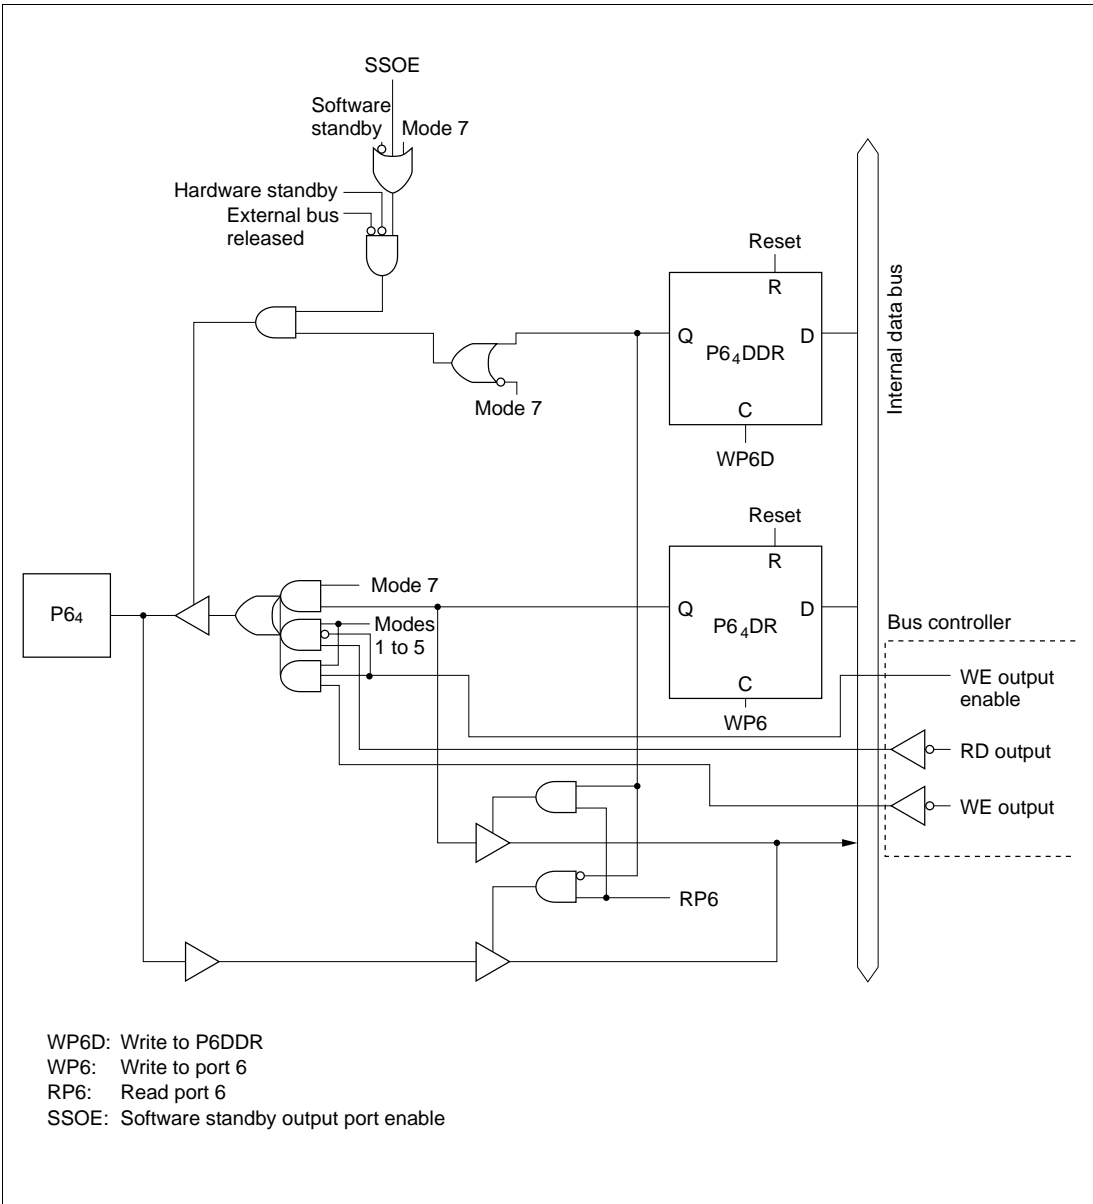 SSOE
Software
standby
Mode 7
Hardware standby
External bus
released
Reset
R
Q
D
P6₄DDR
C
Mode 7
WP6D
Internal data bus
Reset
R
P6₄
Mode 7
Q
D
P6₄DR
Modes
1 to 5
C
WP6
Bus controller
WE output
enable
RD output
WE output
RP6
WP6D: Write to P6DDR
WP6: Write to port 6
RP6: Read port 6
SSOE: Software standby output port enable